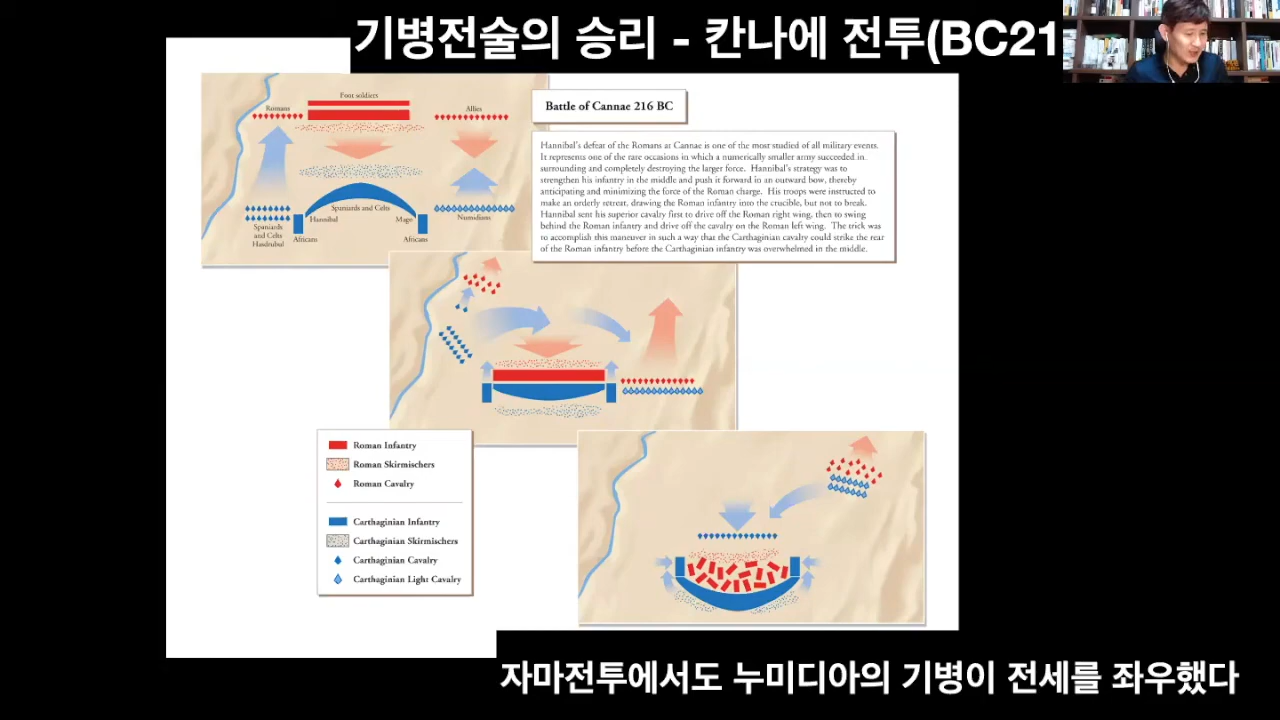 기병전술의 승리 - 칸나에 전투(BC21
Battle of Cannae 216 BC
Hannibal's defeat of the Romans at Cannae is one of the most studied of all military events.
It represents one of the rare occasions in which a numerically smaller army succeeded in
surrounding and completely destroying the larger force. Hannibal's strategy was to
strengthen his infantry in the middle and push it forward in an outward bow, thereby
anticipating and minimizing the force of the Roman charge. His troops were instructed to
make an orderly retreat, drawing the Roman infantry into the crucible, but not to break.
Hannibal sent his superior cavalry first to drive off the Roman right wing, then to swing
behind the Roman infantry and drive off the cavalry on the Roman left wing. The trick was
to accomplish this maneuver in such a way that the Carthaginian cavalry could strike the rear
of the Roman infantry before the Carthaginian infantry was overwhelmed in the middle.
Foot soldiers
Romans
Allies
Spaniards and Celts
Hannibal
Mago
Numidians
Spaniards
and Celts
Hasdrubal
Africans
Africans
Roman Infantry
Roman Skirmischers
Roman Cavalry
Carthaginian Infantry
Carthaginian Skirmischers
Carthaginian Cavalry
Carthaginian Light Cavalry
자마전투에서도 누미디아의 기병이 전세를 좌우했다